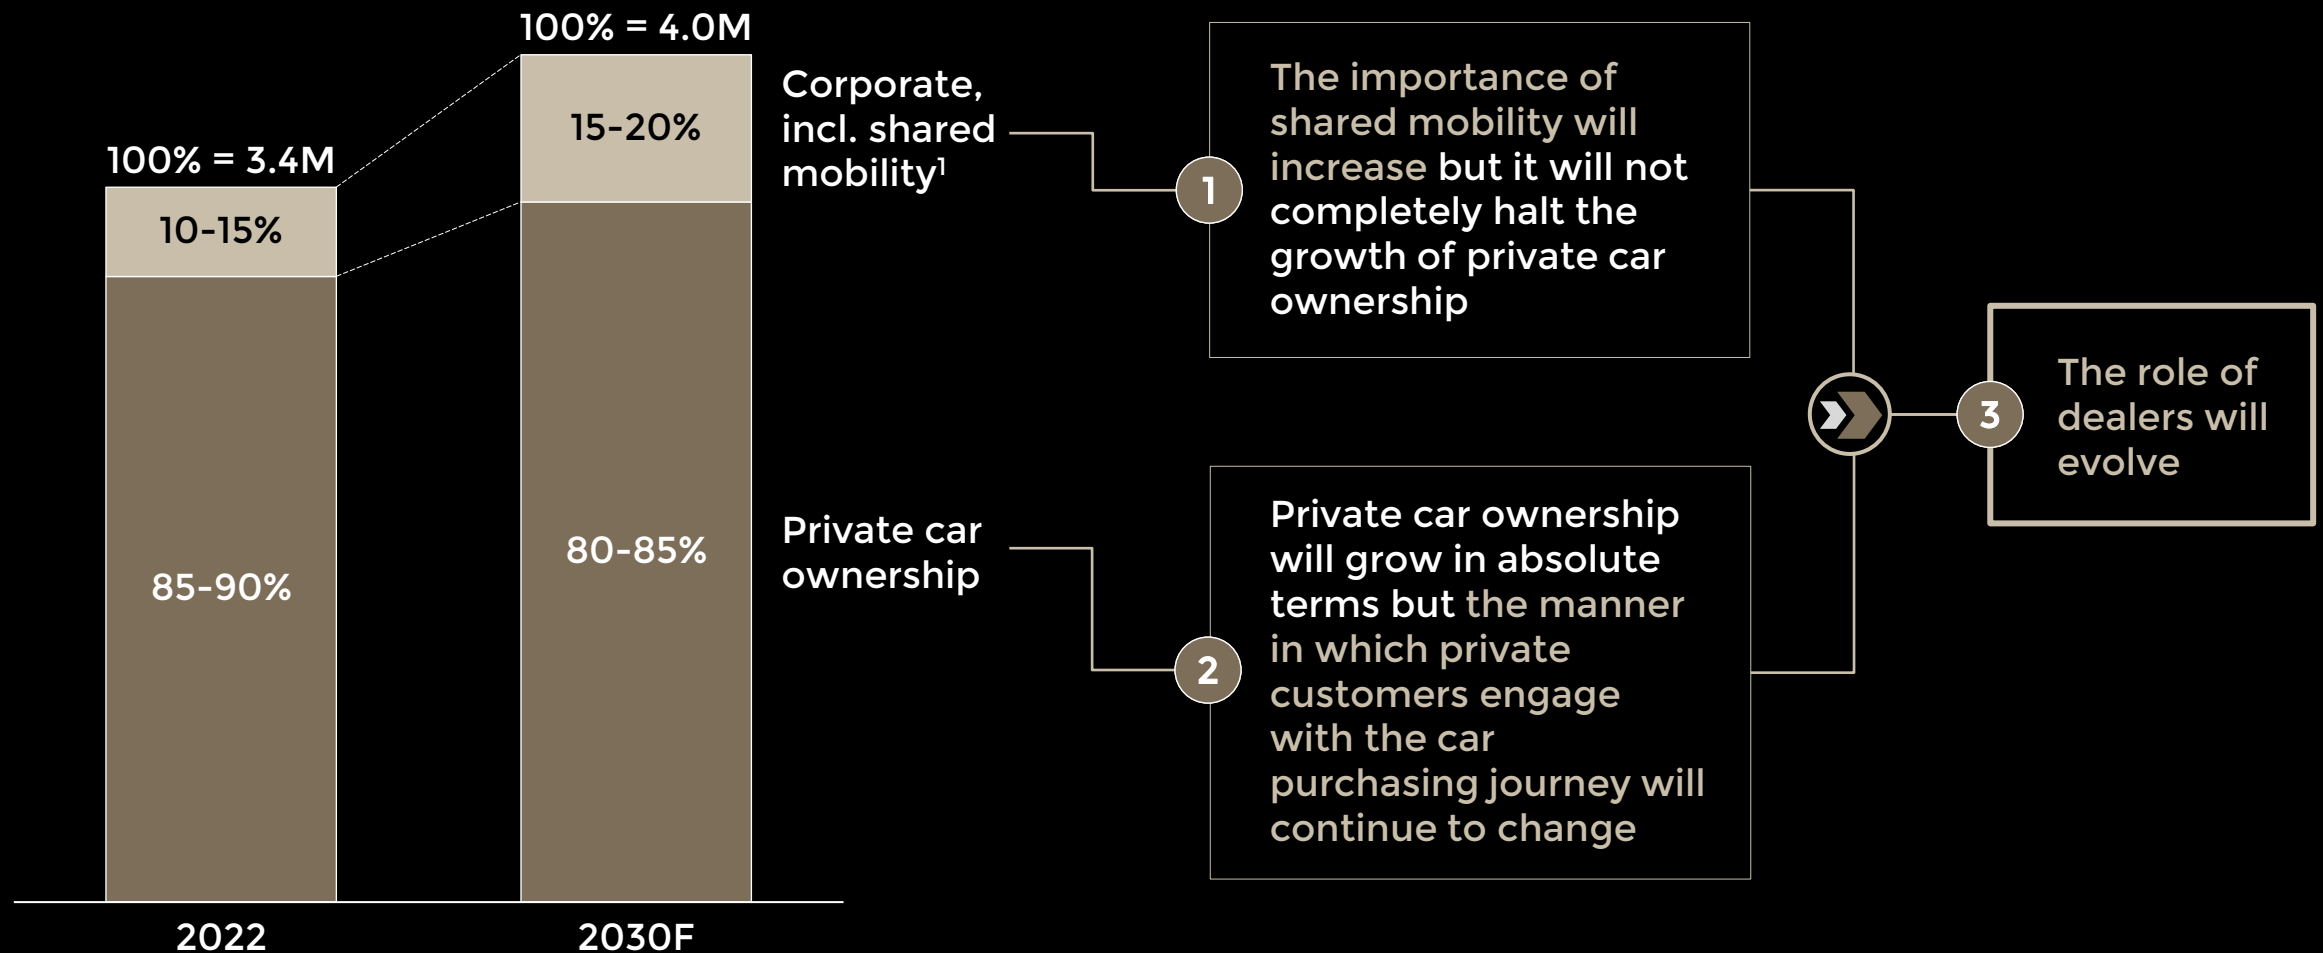 100% = 3.4M
10-15%
85-90%
2022
100% = 4.0M
15-20%
80-85%
2030F
Corporate,
incl. shared
mobility¹
Private car
ownership
1
The importance of
shared mobility will
increase but it will not
completely halt the
growth of private car
ownership
2
Private car ownership
will grow in absolute
terms but the manner
in which private
customers engage
with the car
purchasing journey will
continue to change
3
The role of
dealers will
evolve